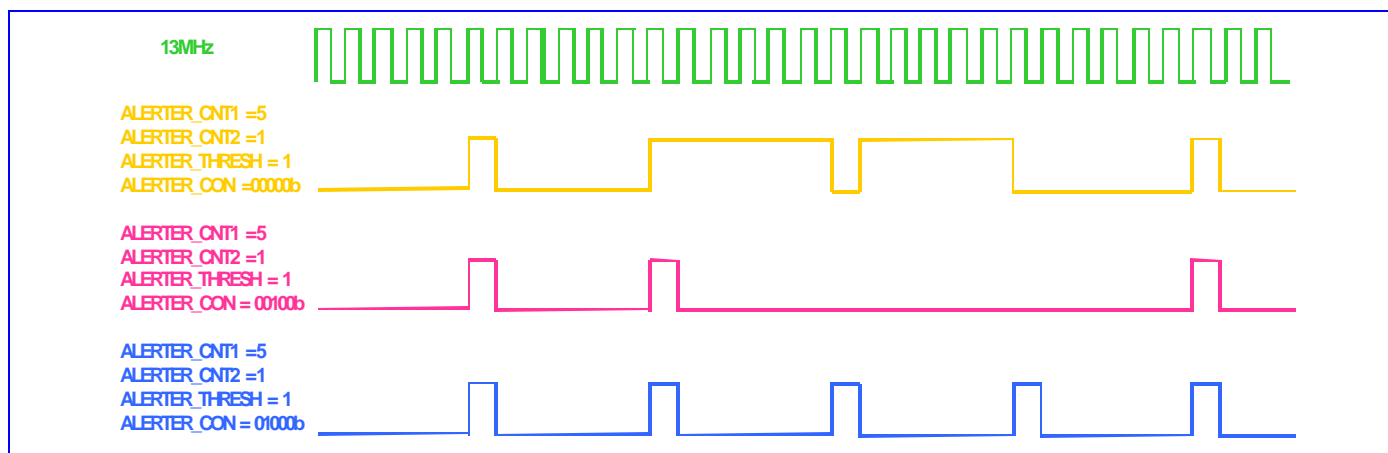 13MHz
ALERTER_CNT1 =5
ALERTER_CNT2 =1
ALERTER_THRESH = 1
ALERTER_CON =00000b
ALERTER_CNT1 =5
ALERTER_CNT2 =1
ALERTER_THRESH = 1
ALERTER_CON = 00100b
ALERTER_CNT1 =5
ALERTER_CNT2 =1
ALERTER_THRESH = 1
ALERTER_CON = 01000b